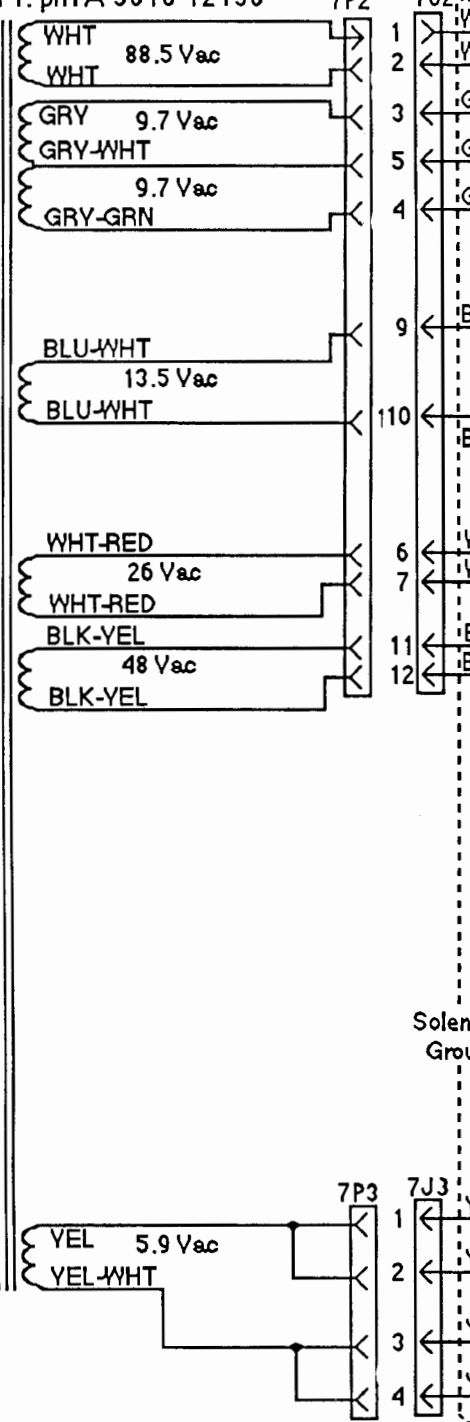 7P2
WHT
1
88.5 Vac
WHT
2
GRY
9.7 Vac
3
GRY-WHT
5
9.7 Vac
GRY-GRN
4
9
BLU-WHT
13.5 Vac
BLU-WHT
110
WHT-RED
6
26 Vac
7
WHT-RED
BLK-YEL
11
48 Vac
12
BLK-YEL
Solen
Grou
7P3 7J3
1
YEL
5.9 Vac
2
YEL-WHT
3
4